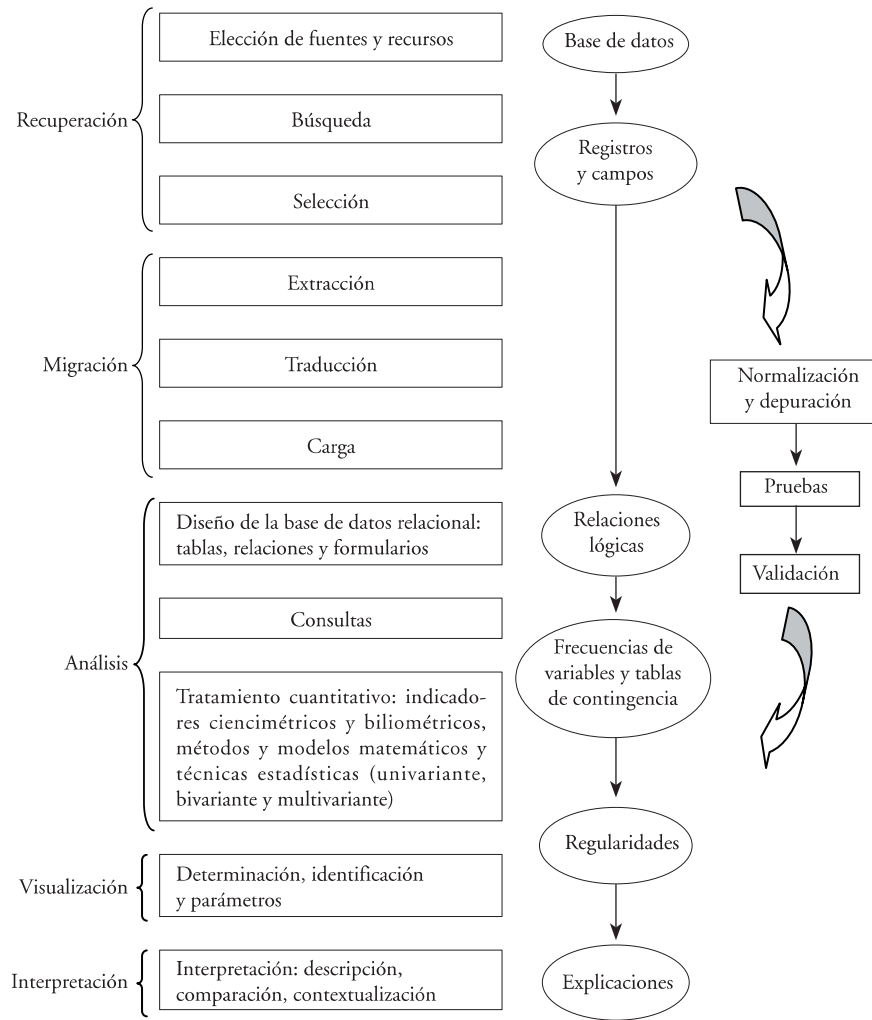 Recuperación
Elección de fuentes y recursos
Búsqueda
Selección
Migración
Extracción
Traducción
Carga
Análisis
Diseño de la base de datos relacional:
tablas, relaciones y formularios
Consultas
Tratamiento cuantitativo: indicado-
res ciencimétricos y biliométricos,
métodos y modelos matemáticos y
técnicas estadísticas (univariante,
bivariante y multivariante)
Visualización
Determinación, identificación
y parámetros
Interpretación
Interpretación: descripción,
comparación, contextualización
Base de datos
Registros
y campos
Relaciones
lógicas
Frecuencias de
variables y tablas
de contingencia
Regularidades
Explicaciones
Normalización
y depuración
Pruebas
Validación